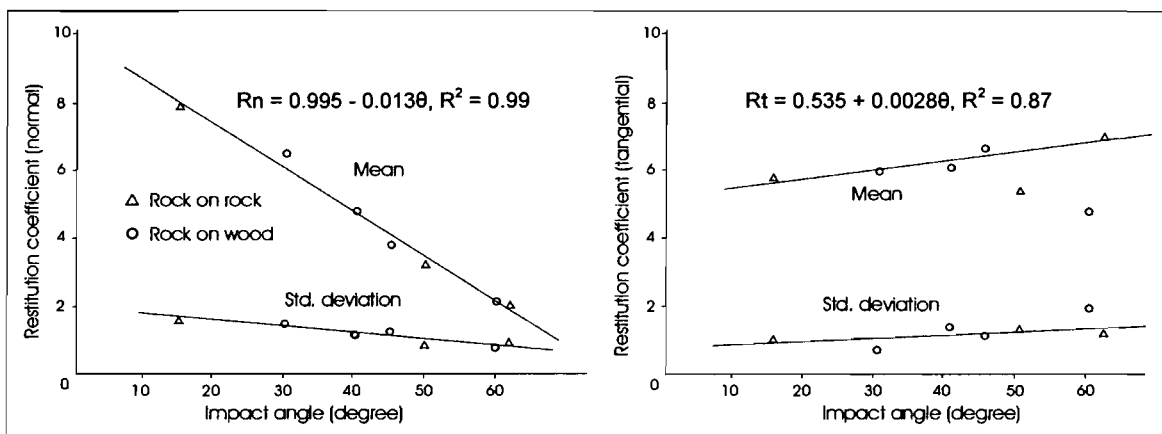 Restitution coefficient (normal)
10
8
6
4
2
0
Rn = 0.995 - 0.013θ, R² = 0.99
Mean
Rock on rock
Rock on wood
Std. deviation
10 20 30 40 50 60
Impact angle (degree)
Restitution coefficient (tangential)
10
8
6
4
2
0
Rt = 0.535 + 0.0028θ, R² = 0.87
Mean
Std. deviation
10 20 30 40 50 60
Impact angle (degree)